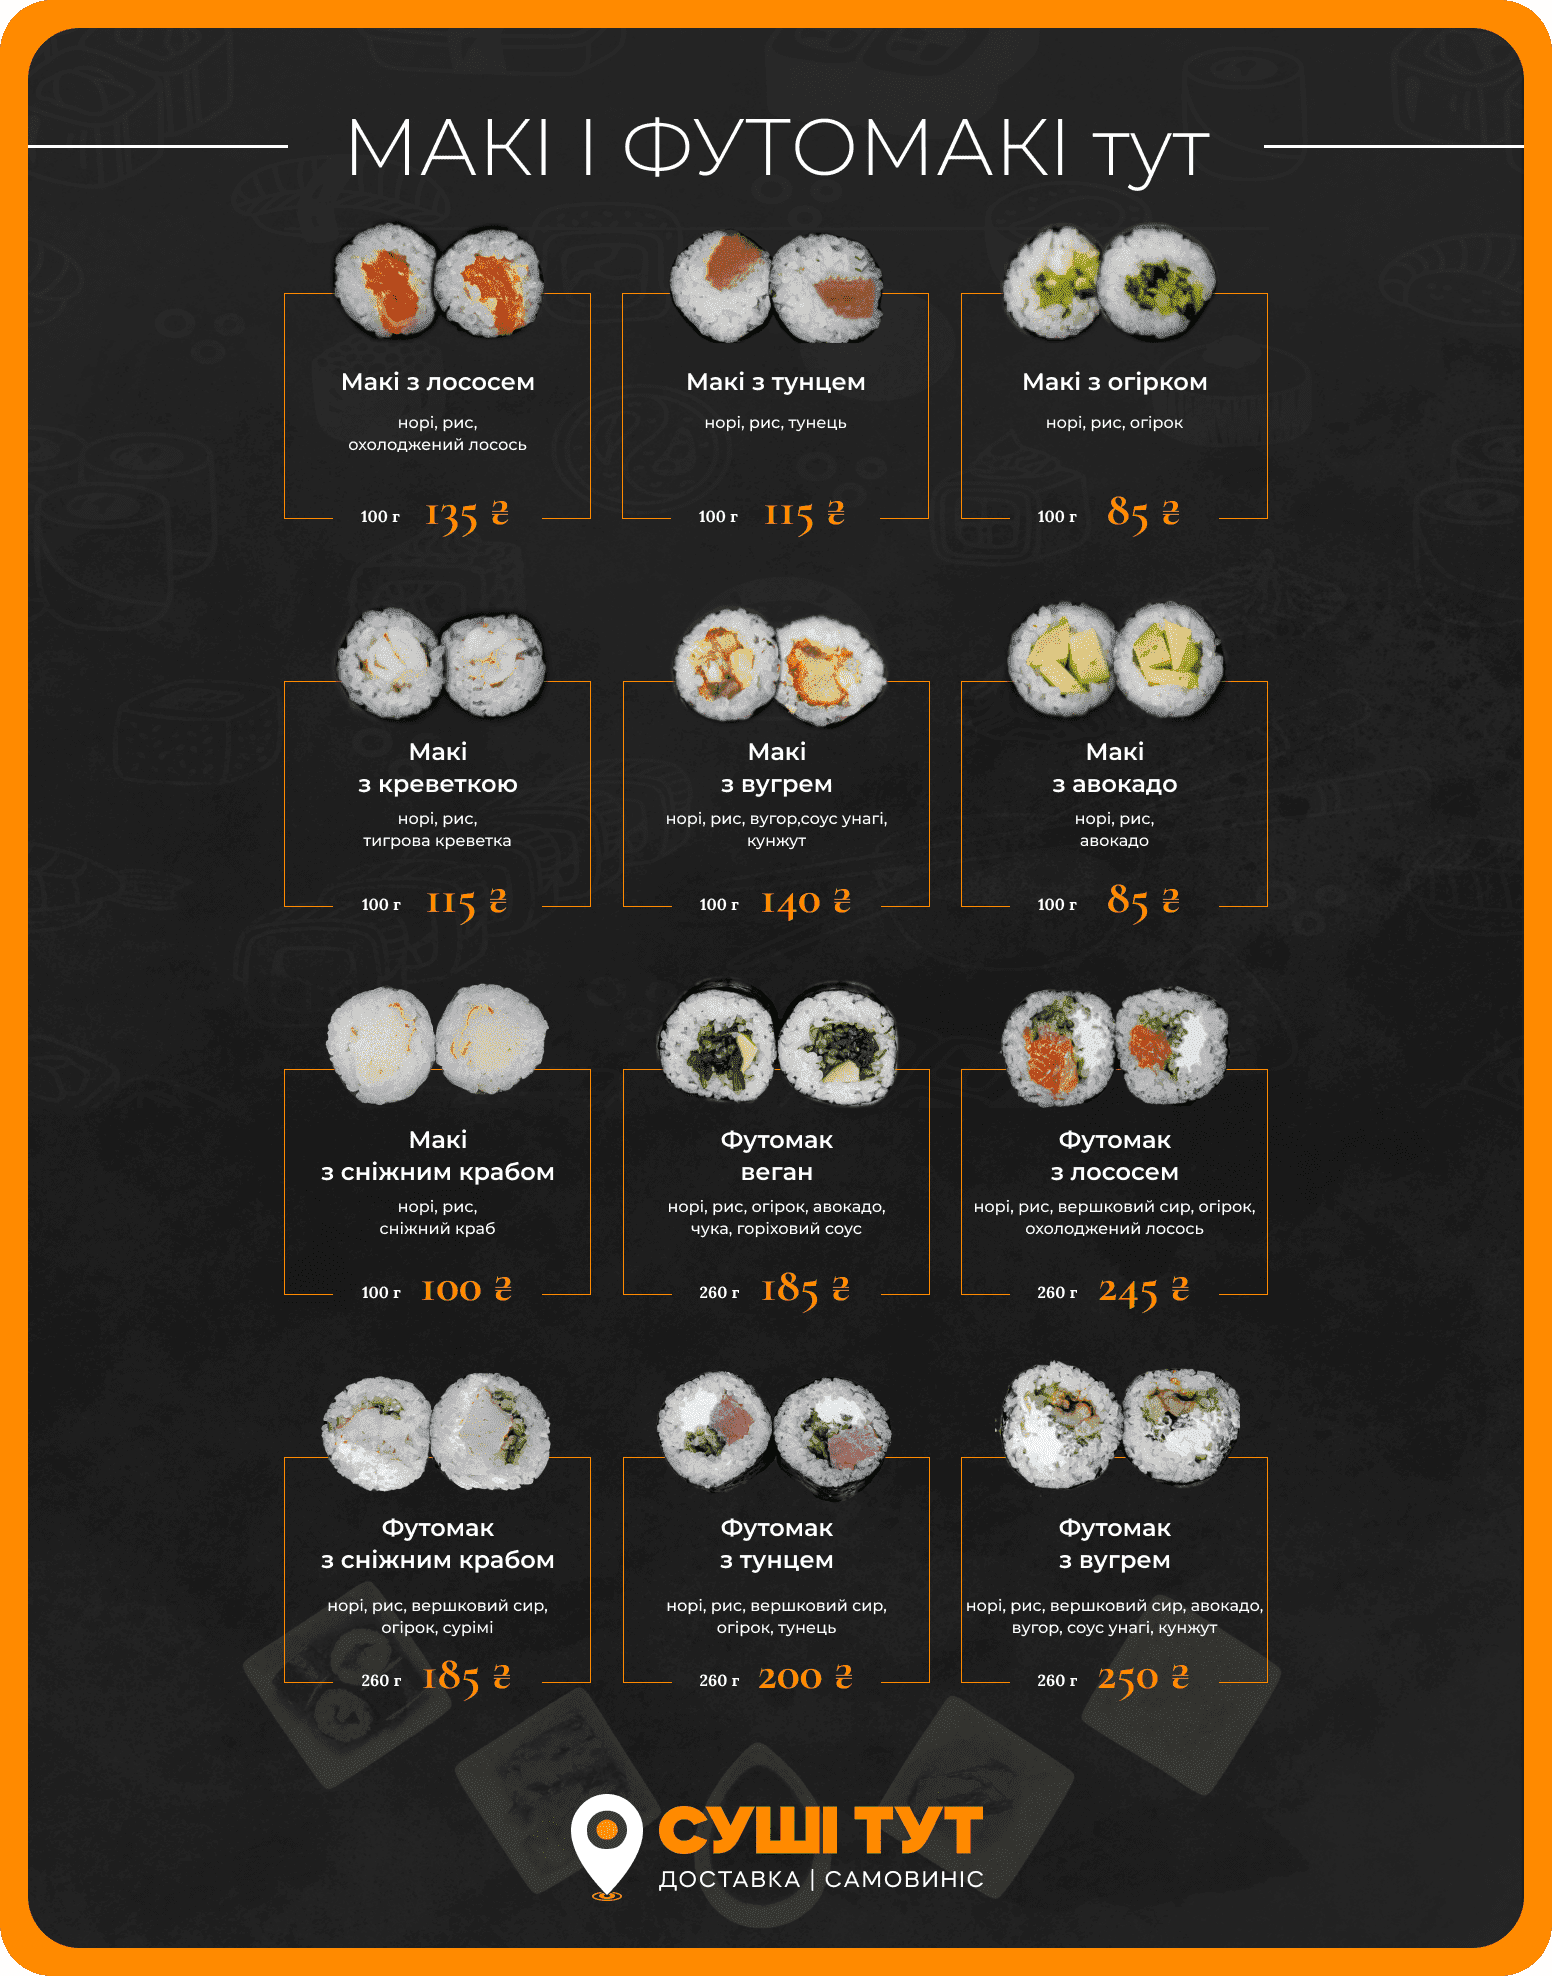 МАКІ І ФУТОМАКІ тут
Макі з лососем
норі, рис,
охолоджений лосось
100 г 135 ₴
Макі з тунцем
норі, рис, тунець
100 г 115 ₴
Макі з огірком
норі, рис, огірок
100 г 85 ₴
Макі
з креветкою
норі, рис,
тигрова креветка
100 г 115 ₴
Макі
з вугрем
норі, рис, вугор,соус унагі,
кунжут
100 г 140 ₴
Макі
з авокадо
норі, рис,
авокадо
100 г 85 ₴
Макі
з сніжним крабом
норі, рис,
сніжний краб
100 г 100 ₴
Футомак
веган
норі, рис, огірок, авокадо,
чука, горіховий соус
260 г 185 ₴
Футомак
з лососем
норі, рис, вершковий сир, огірок,
охолоджений лосось
260 г 245 ₴
Футомак
з сніжним крабом
норі, рис, вершковий сир,
огірок, сурімі
260 г 185 ₴
Футомак
з тунцем
норі, рис, вершковий сир,
огірок, тунець
260 г 200 ₴
Футомак
з вугрем
норі, рис, вершковий сир, авокадо,
вугор, соус унагі, кунжут
260 г 250 ₴
СУШІ ТУТ
ДОСТАВКА | САМОВИНІС